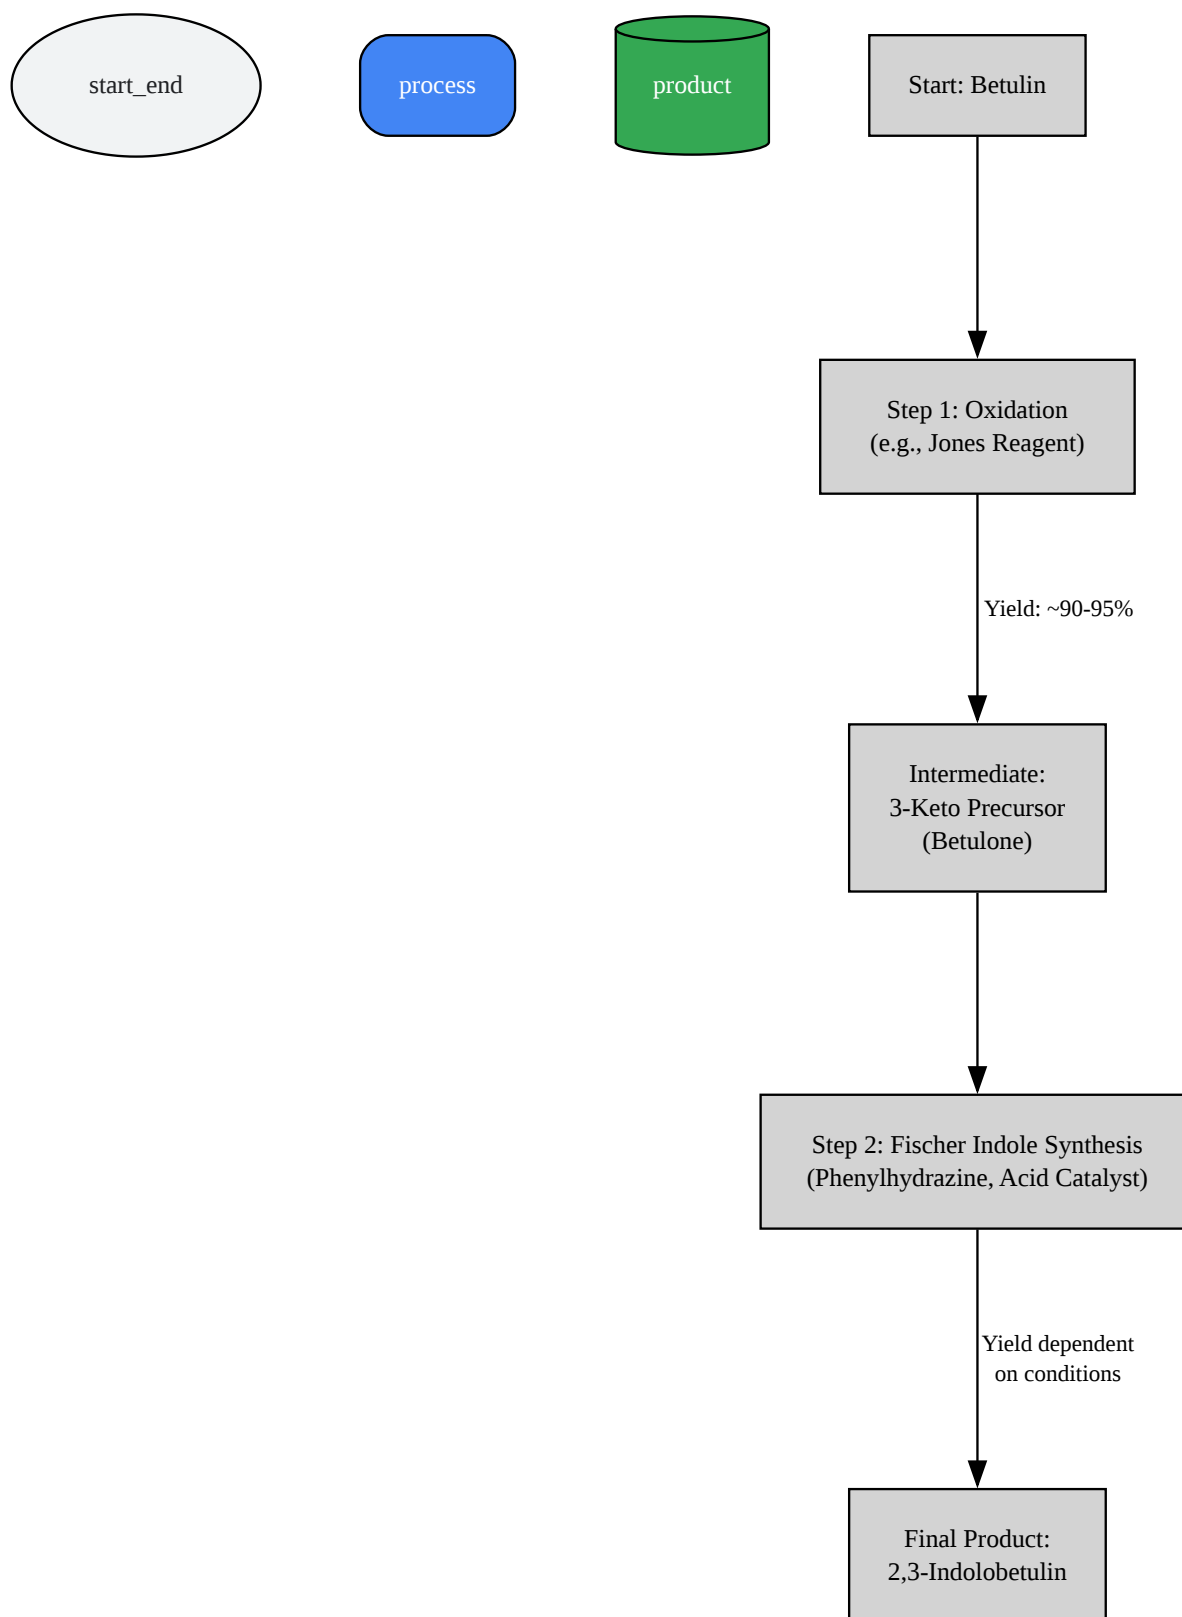 start_end
process
product
Start: Betulin
Step 1: Oxidation
(e.g., Jones Reagent)
Yield: ~90-95%
Intermediate:
3-Keto Precursor
(Betulone)
Step 2: Fischer Indole Synthesis
(Phenylhydrazine, Acid Catalyst)
Yield dependent
on conditions
Final Product:
2,3-Indolobetulin